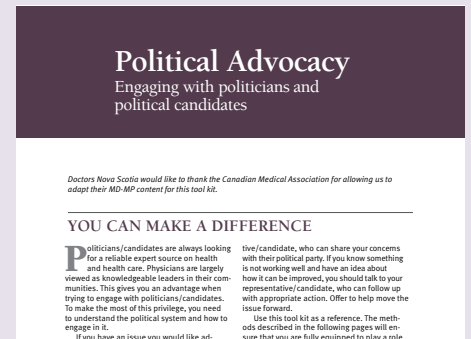 Political Advocacy
Engaging with politicians and
political candidates
Doctors Nova Scotia would like to thank the Canadian Medical Association for allowing us to
adapt their MD-MP content for this tool kit.
YOU CAN MAKE A DIFFERENCE
Politicians/candidates are always looking
for a reliable expert source on health
and health care. Physicians are largely
viewed as knowledgeable leaders in their com-
munities. This gives you an advantage when
trying to engage with politicians/candidates.
To make the most of this privilege, you need
to understand the political system and how to
engage in it.
If you have an issue you would like ad-
tive/candidate, who can share your concerns
with their political party. If you know something
is not working well and have an idea about
how it can be improved, you should talk to your
representative/candidate, who can follow up
with appropriate action. Offer to help move the
issue forward.
Use this tool kit as a reference. The meth-
ods described in the following pages will en-
sure that you are fully equipped to play a role